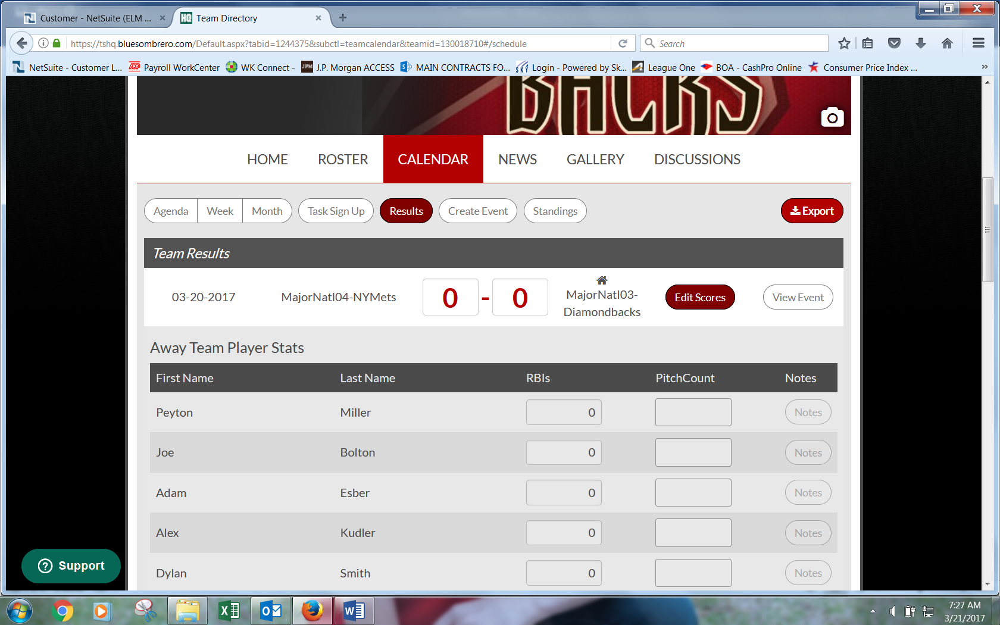 Customer - NetSuite (ELM ...
HQ Team Directory
https://tshq.bluesombrero.com/Default.aspx?tabid=1244375&subctl=teamcalendar&teamid=130018710#/schedule
Search
NetSuite - Customer L... Payroll WorkCenter WK Connect - J.P. Morgan ACCESS MAIN CONTRACTS FO... Login - Powered by Sk... League One BOA - CashPro Online Consumer Price Index ...
BACKS
HOME ROSTER CALENDAR NEWS GALLERY DISCUSSIONS
Agenda Week Month Task Sign Up Results Create Event Standings Export
Team Results
03-20-2017 MajorNatl04-NYMets 0 - 0 MajorNatl03-
Diamondbacks Edit Scores View Event
Away Team Player Stats
First Name Last Name RBIs PitchCount Notes
Peyton Miller 0 Notes
Joe Bolton 0 Notes
Adam Esber 0 Notes
Alex Kudler 0 Notes
Dylan Smith 0 Notes
Support
7:27 AM
3/21/2017